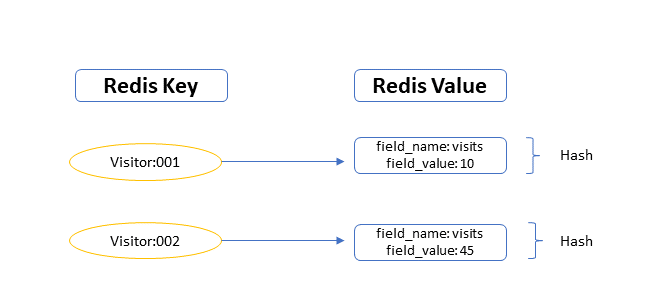 Redis Key
Redis Value
Visitor:001
field_name: visits
field_value: 10
Hash
Visitor:002
field_name: visits
field_value: 45
Hash